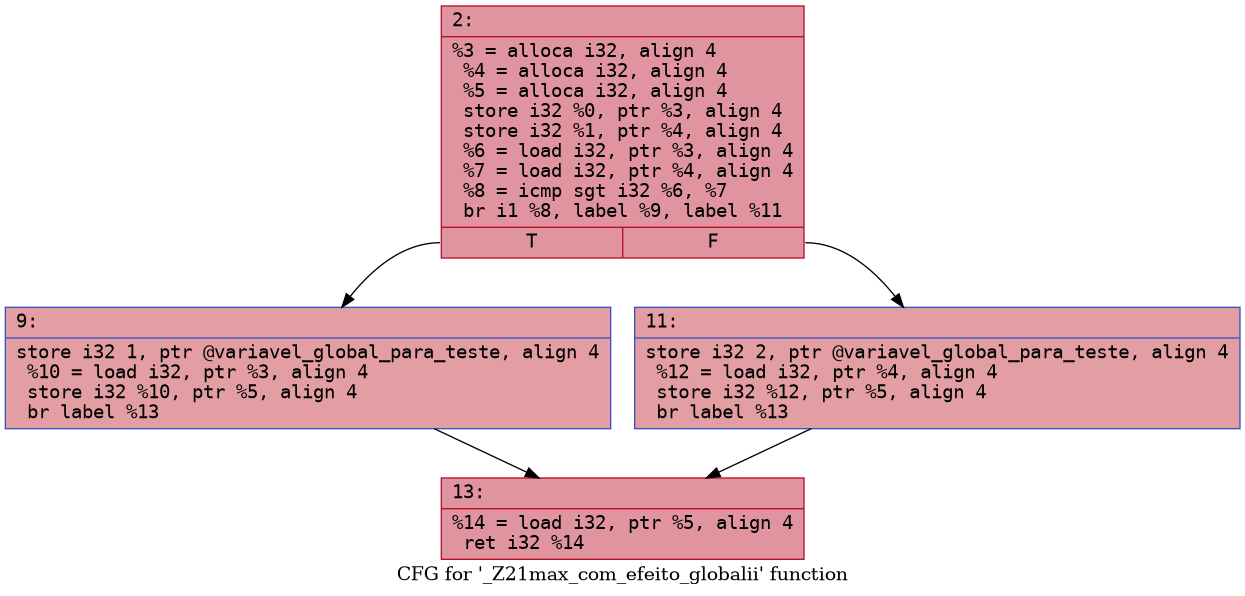 2:
%3 = alloca i32, align 4
%4 = alloca i32, align 4
%5 = alloca i32, align 4
store i32 %0, ptr %3, align 4
store i32 %1, ptr %4, align 4
%6 = load i32, ptr %3, align 4
%7 = load i32, ptr %4, align 4
%8 = icmp sgt i32 %6, %7
br i1 %8, label %9, label %11
T
F
9:
store i32 1, ptr @variavel_global_para_teste, align 4
%10 = load i32, ptr %3, align 4
store i32 %10, ptr %5, align 4
br label %13
11:
store i32 2, ptr @variavel_global_para_teste, align 4
%12 = load i32, ptr %4, align 4
store i32 %12, ptr %5, align 4
br label %13
13:
%14 = load i32, ptr %5, align 4
ret i32 %14
CFG for '_Z21max_com_efeito_globalii' function